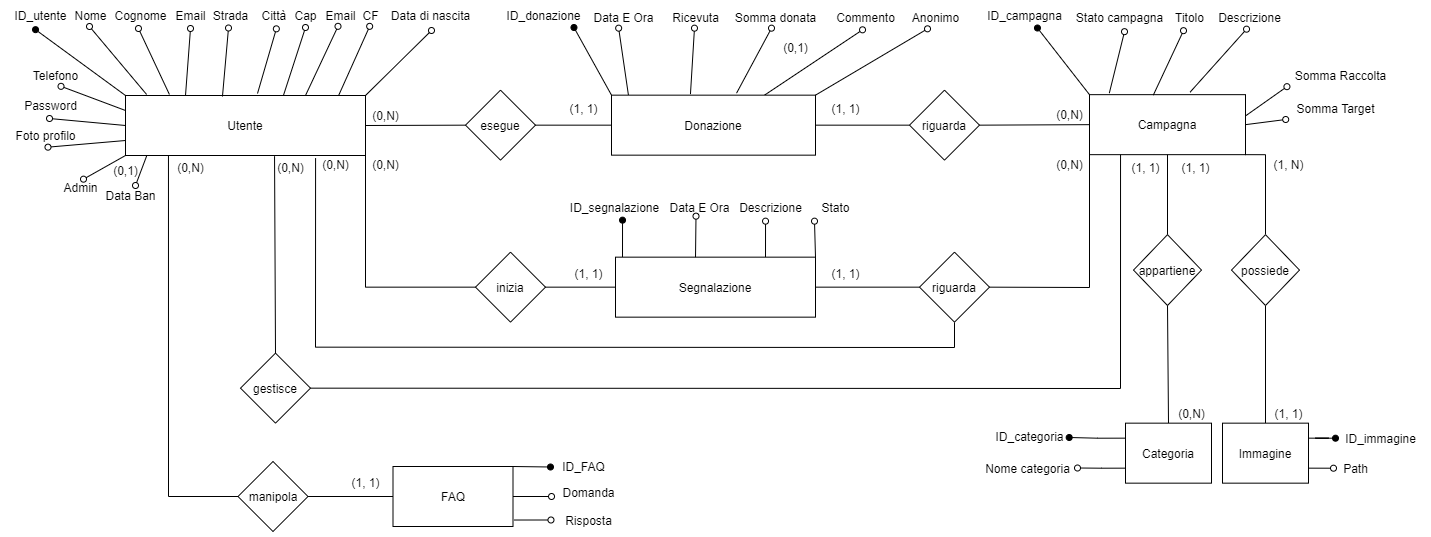 ID_utente Nome Cognome Email Strada Città Cap Email CF Data di nascita
ID_donazione Data E Ora Ricevuta Somma donata Commento Anonimo
ID_campagna Stato campagna Titolo Descrizione
(0,1)
Telefono
Password
Foto profilo
Admin
(0,1)
Data Ban
Utente
(0,N)
esegue
(1, 1)
Donazione
(1, 1)
riguarda
(0,N)
Campagna
Somma Raccolta
Somma Target
(0,N)
(0,N)
(0,N)
(0,N)
(0,N)
(1, 1)
(1, 1)
(1, N)
ID_segnalazione Data E Ora Descrizione Stato
inizia
(1, 1)
Segnalazione
(1, 1)
riguarda
appartiene
possiede
gestisce
(0,N)
(1, 1)
ID_categoria
Nome categoria
Categoria
Immagine
ID_immagine
Path
manipola
(1, 1)
FAQ
ID_FAQ
Domanda
Risposta